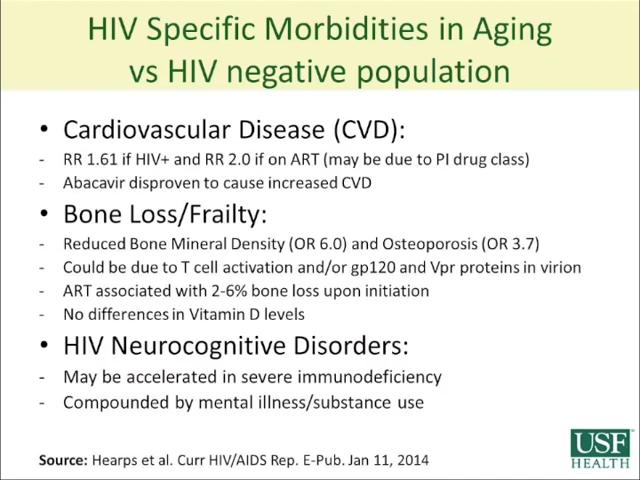 HIV Specific Morbidities in Aging
vs HIV negative population
• Cardiovascular Disease (CVD):
- RR 1.61 if HIV+ and RR 2.0 if on ART (may be due to PI drug class)
- Abacavir disproven to cause increased CVD
• Bone Loss/Frailty:
- Reduced Bone Mineral Density (OR 6.0) and Osteoporosis (OR 3.7)
- Could be due to T cell activation and/or gp120 and Vpr proteins in virion
- ART associated with 2-6% bone loss upon initiation
- No differences in Vitamin D levels
• HIV Neurocognitive Disorders:
- May be accelerated in severe immunodeficiency
- Compounded by mental illness/substance use
Source: Hearps et al. Curr HIV/AIDS Rep. E-Pub. Jan 11, 2014
USF
HEALTH